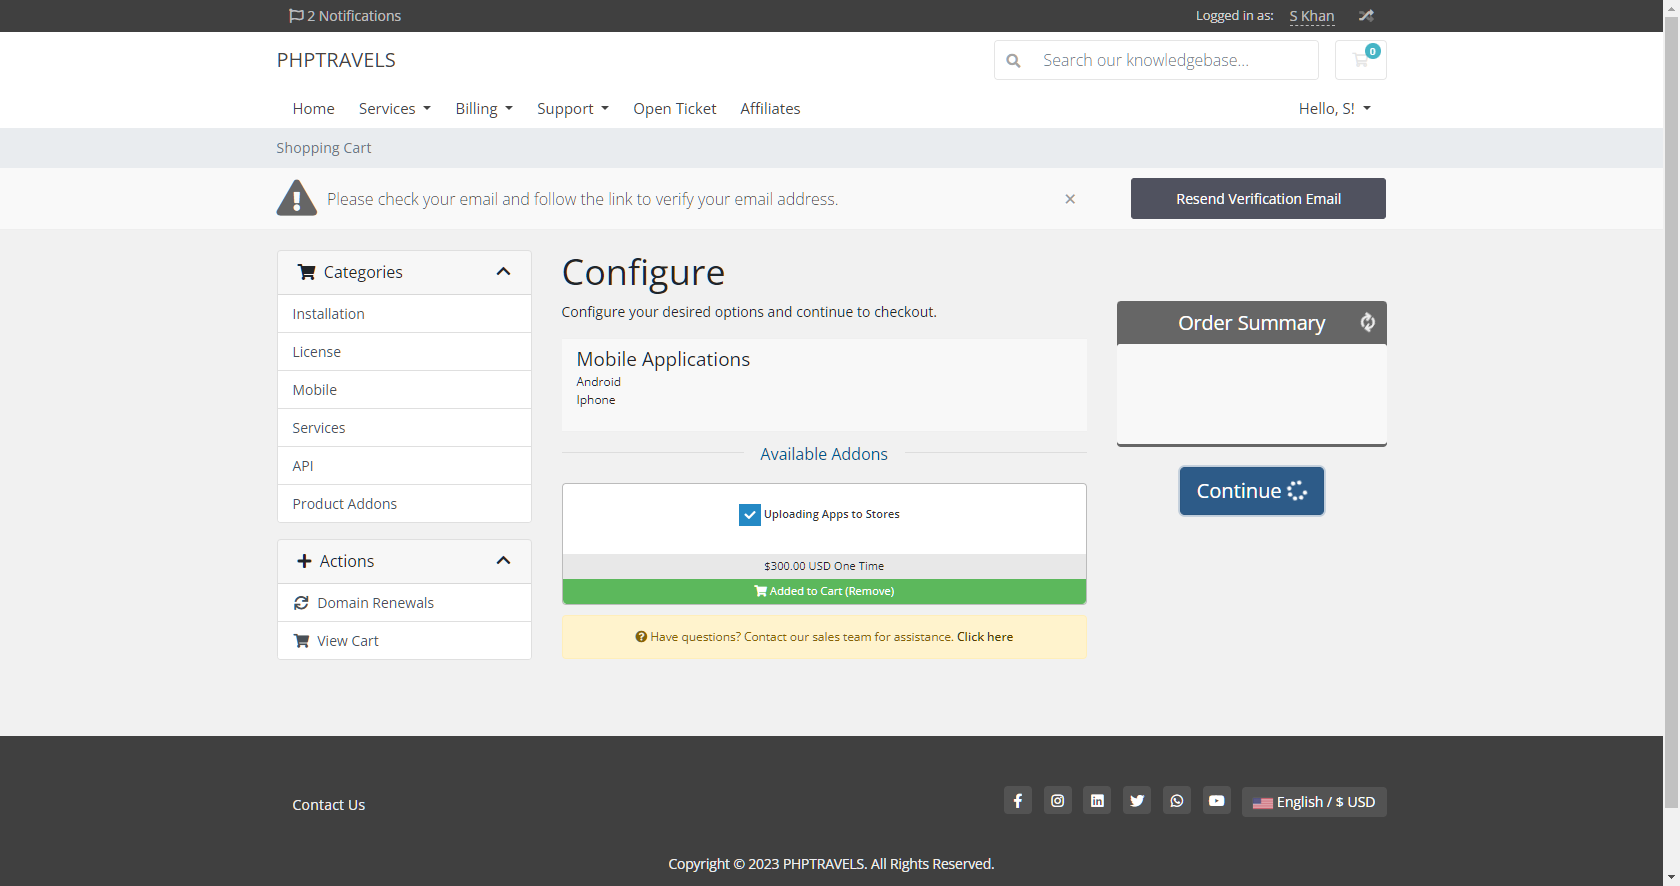 2 Notifications
Logged in as: S Khan
PHPTRAVELS
Search our knowledgebase...
0
Home Services Billing Support Open Ticket Affiliates Hello, S!
Shopping Cart
Please check your email and follow the link to verify your email address.
×
Resend Verification Email
Categories
Installation
License
Mobile
Services
API
Product Addons
Actions
Domain Renewals
View Cart
Configure
Configure your desired options and continue to checkout.
Mobile Applications
Android
Iphone
Available Addons
Uploading Apps to Stores
$300.00 USD One Time
Added to Cart (Remove)
Have questions? Contact our sales team for assistance. Click here
Order Summary
Continue
Contact Us
English / $ USD
Copyright © 2023 PHPTRAVELS. All Rights Reserved.